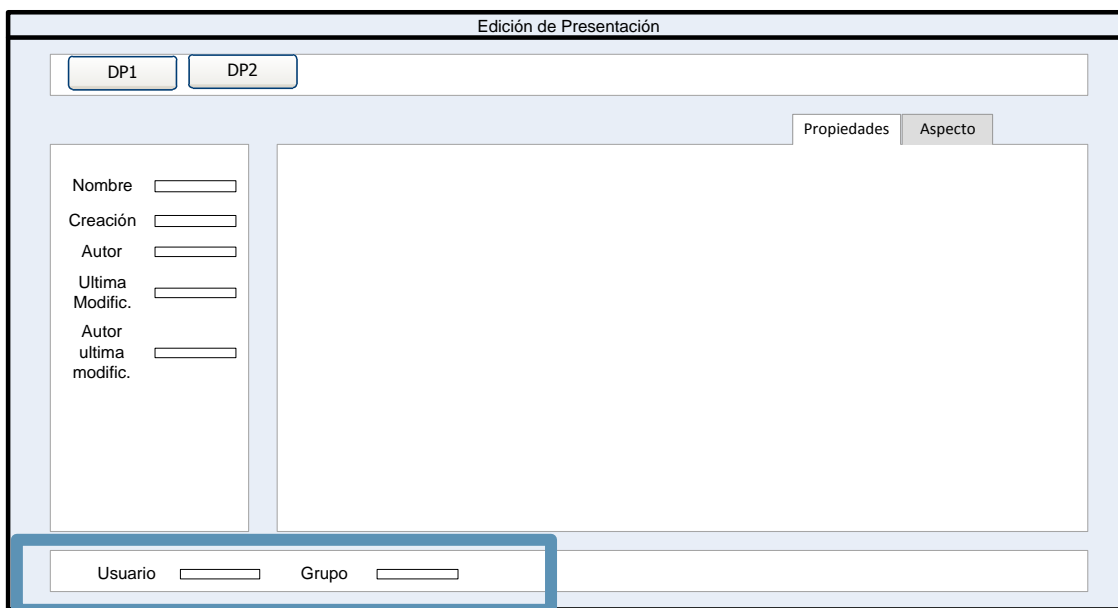 Edición de Presentación
DP1 DP2
Propiedades Aspecto
Nombre
Creación
Autor
Ultima
Modific.
Autor
ultima
modific.
Usuario Grupo